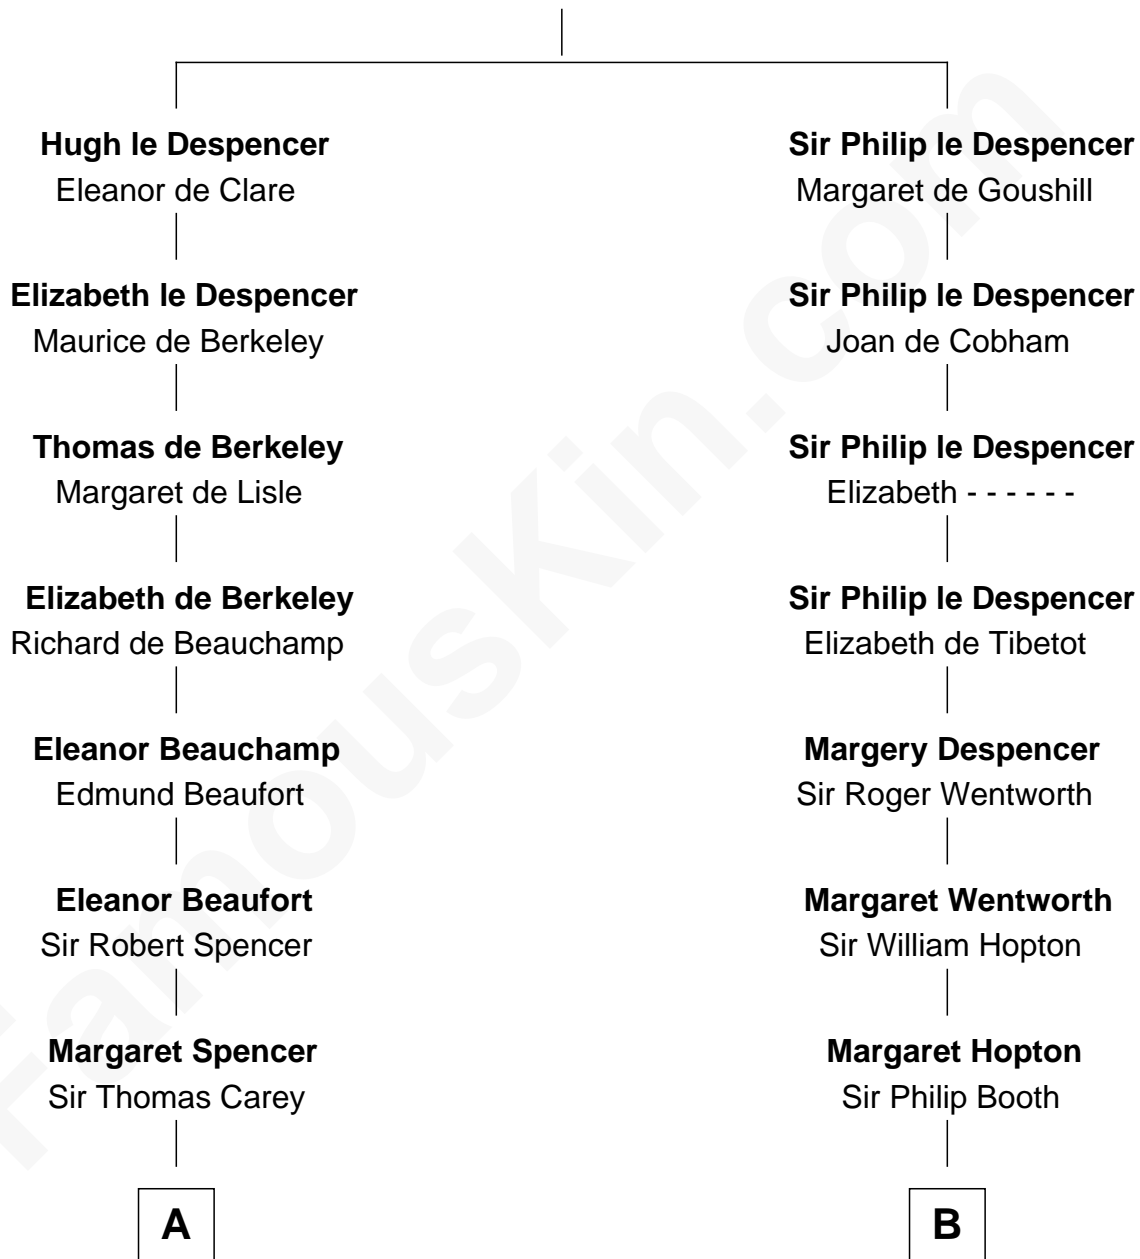 Hugh le Despencer
Eleanor de Clare
Elizabeth le Despencer
Maurice de Berkeley
Thomas de Berkeley
Margaret de Lisle
Elizabeth de Berkeley
Richard de Beauchamp
Eleanor Beauchamp
Edmund Beaufort
Eleanor Beaufort
Sir Robert Spencer
Margaret Spencer
Sir Thomas Carey
A
Sir Philip le Despencer
Margaret de Goushill
Sir Philip le Despencer
Joan de Cobham
Sir Philip le Despencer
Elizabeth - - - - - -
Sir Philip le Despencer
Elizabeth de Tibetot
Margery Despencer
Sir Roger Wentworth
Margaret Wentworth
Sir William Hopton
Margaret Hopton
Sir Philip Booth
B
FamousKin.com